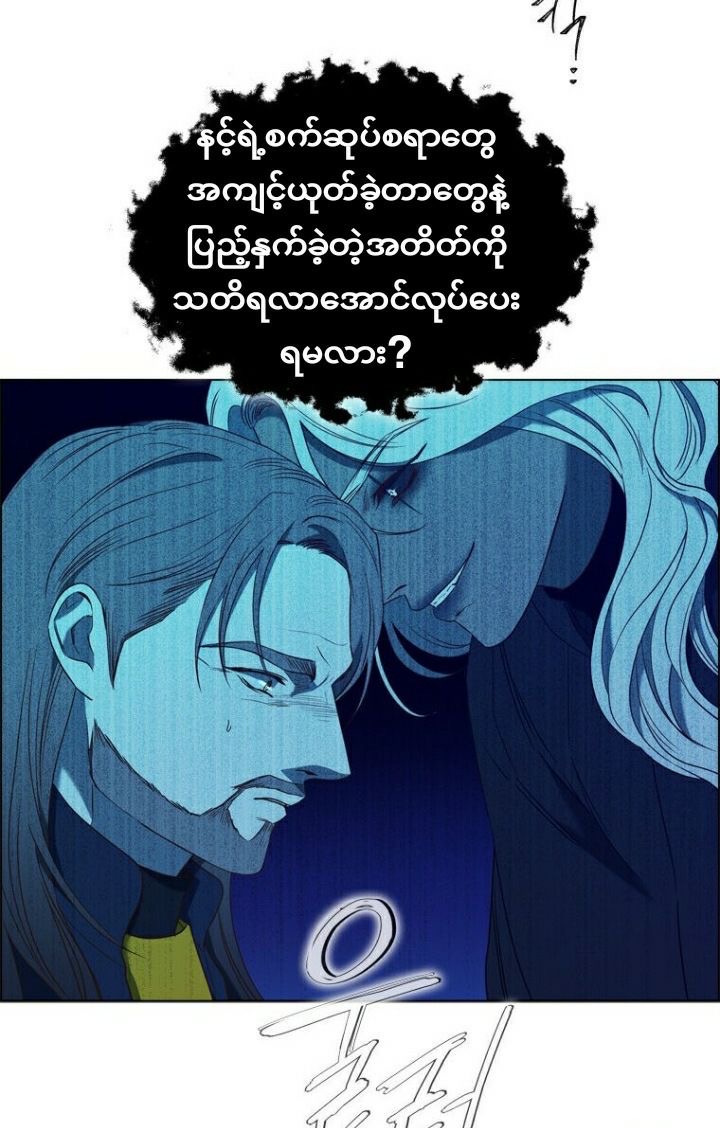 နင့်ရဲ့စက်ဆုပ်စရာတွေ
အကျင့်ယုတ်ခဲ့တာတွေနဲ့
ပြည့်နှက်ခဲ့တဲ့အတိတ်ကို
သတိရလာအောင်လုပ်ပေး
ရမလား?